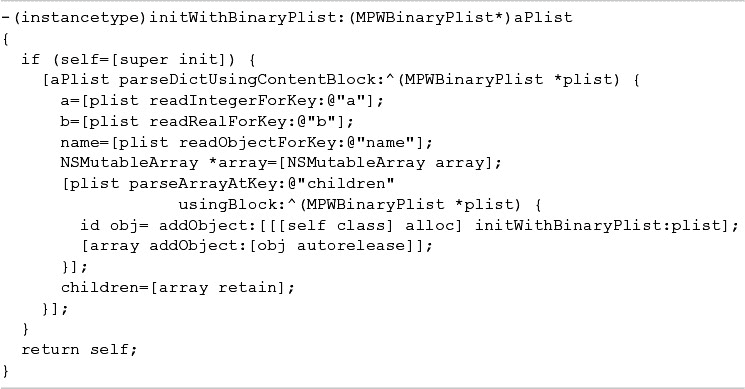 -(instancetype)initWithBinaryPlist:(MPWBinaryPlist*)aPlist
{
  if (self=[super init]) {
    [aPlist parseDictUsingContentBlock:^(MPWBinaryPlist *plist) {
      a=[plist readIntegerForKey:@"a"];
      b=[plist readRealForKey:@"b"];
      name=[plist readObjectForKey:@"name"];
      NSMutableArray *array=[NSMutableArray array];
      [plist parseArrayAtKey:@"children"
                  usingBlock:^(MPWBinaryPlist *plist) {
        id obj= addObject:[[[self class] alloc] initWithBinaryPlist:plist];
        [array addObject:[obj autorelease]];
      }];
      children=[array retain];
    }];
  }
  return self;
}